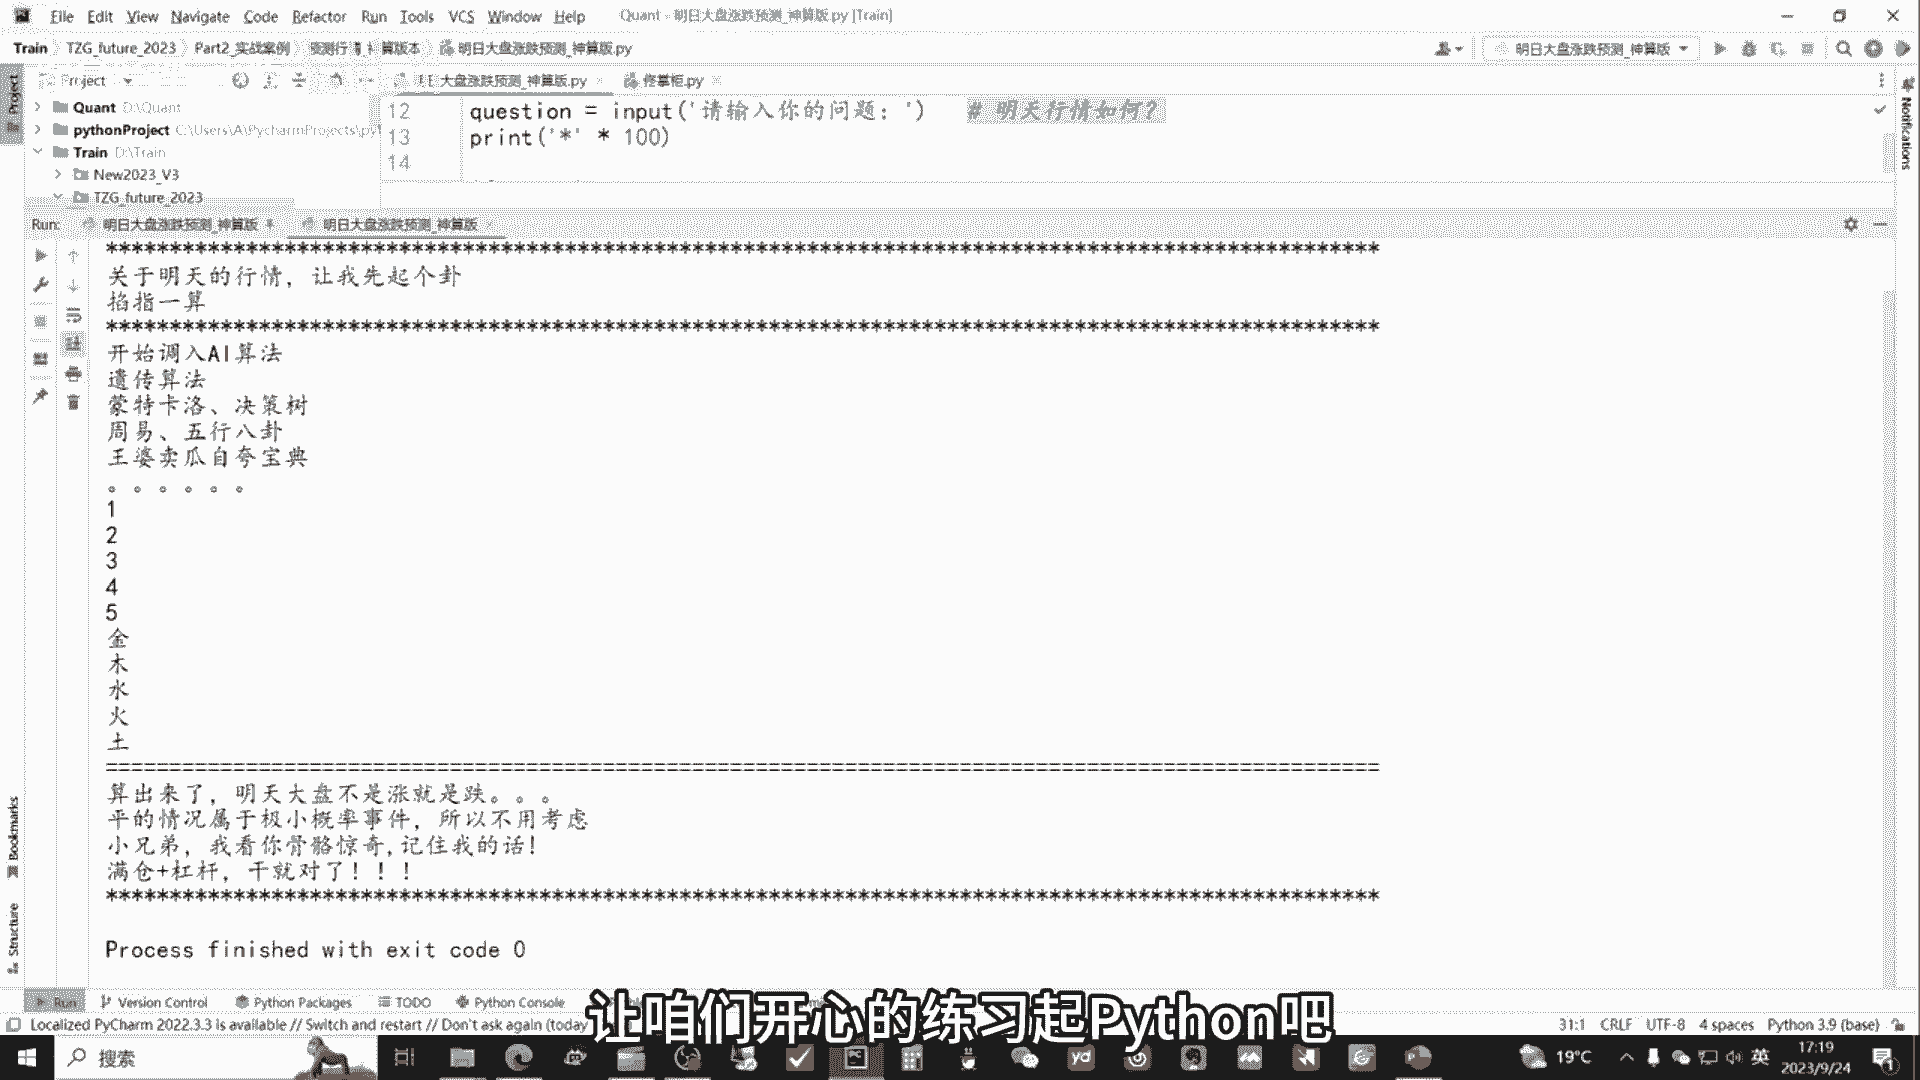 File Edit View Navigate Code Refactor Run Tools VCS Window Help Quant - 明日大盘涨跌预测_神算版.py [Train]
Train TZG_future_2023 Part2_实战案例 算版本 明日大盘涨跌预测_神算版.py 明日大盘涨跌预测_神算版
Project 大盘涨跌预测_神算版.py 佟掌柜.py
Project
Quant D:\Quant
pythonProject C:\Users\A\PycharmProjects\py
Train D:\Train
New2023_V3
TZG_future_2023
12 question = input('请输入你的问题：') # 明天行情如何？
13 print('*' * 100)
14
Notifications
Run: 明日大盘涨跌预测_神算版 明日大盘涨跌预测_神算版
****************************************************************************************************
关于明天的行情，让我先起个卦
掐指一算
****************************************************************************************************
开始调入AI算法
遗传算法
蒙特卡洛、决策树
周易、五行八卦
王婆卖瓜自夸宝典
。。。。。。
1
2
3
4
5
金
木
水
火
土
====================================================================================================
算出来了，明天大盘不是涨就是跌。。。
平的情况属于极小概率事件，所以不用考虑
小兄弟，我看你骨骼惊奇,记住我的话！
满仓+杠杆，干就对了！！！
****************************************************************************************************
Process finished with exit code 0
Bookmarks
Structure
Run Version Control Python Packages TODO Python Console
Localized PyCharm 2022.3.3 is available // Switch and restart // Don't ask again (today 31:1 CRLF UTF-8 4 spaces Python 3.9 (base)
让咱们开心的练习起Python吧
搜索 yd 19°C 英 17:19
2023/9/24